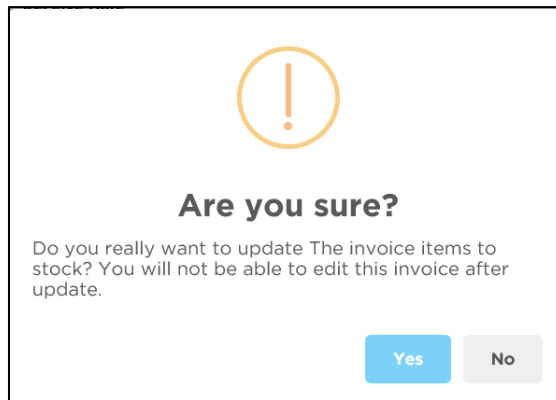 Are you sure?
Do you really want to update The invoice items to
stock? You will not be able to edit this invoice after
update.
Yes
No